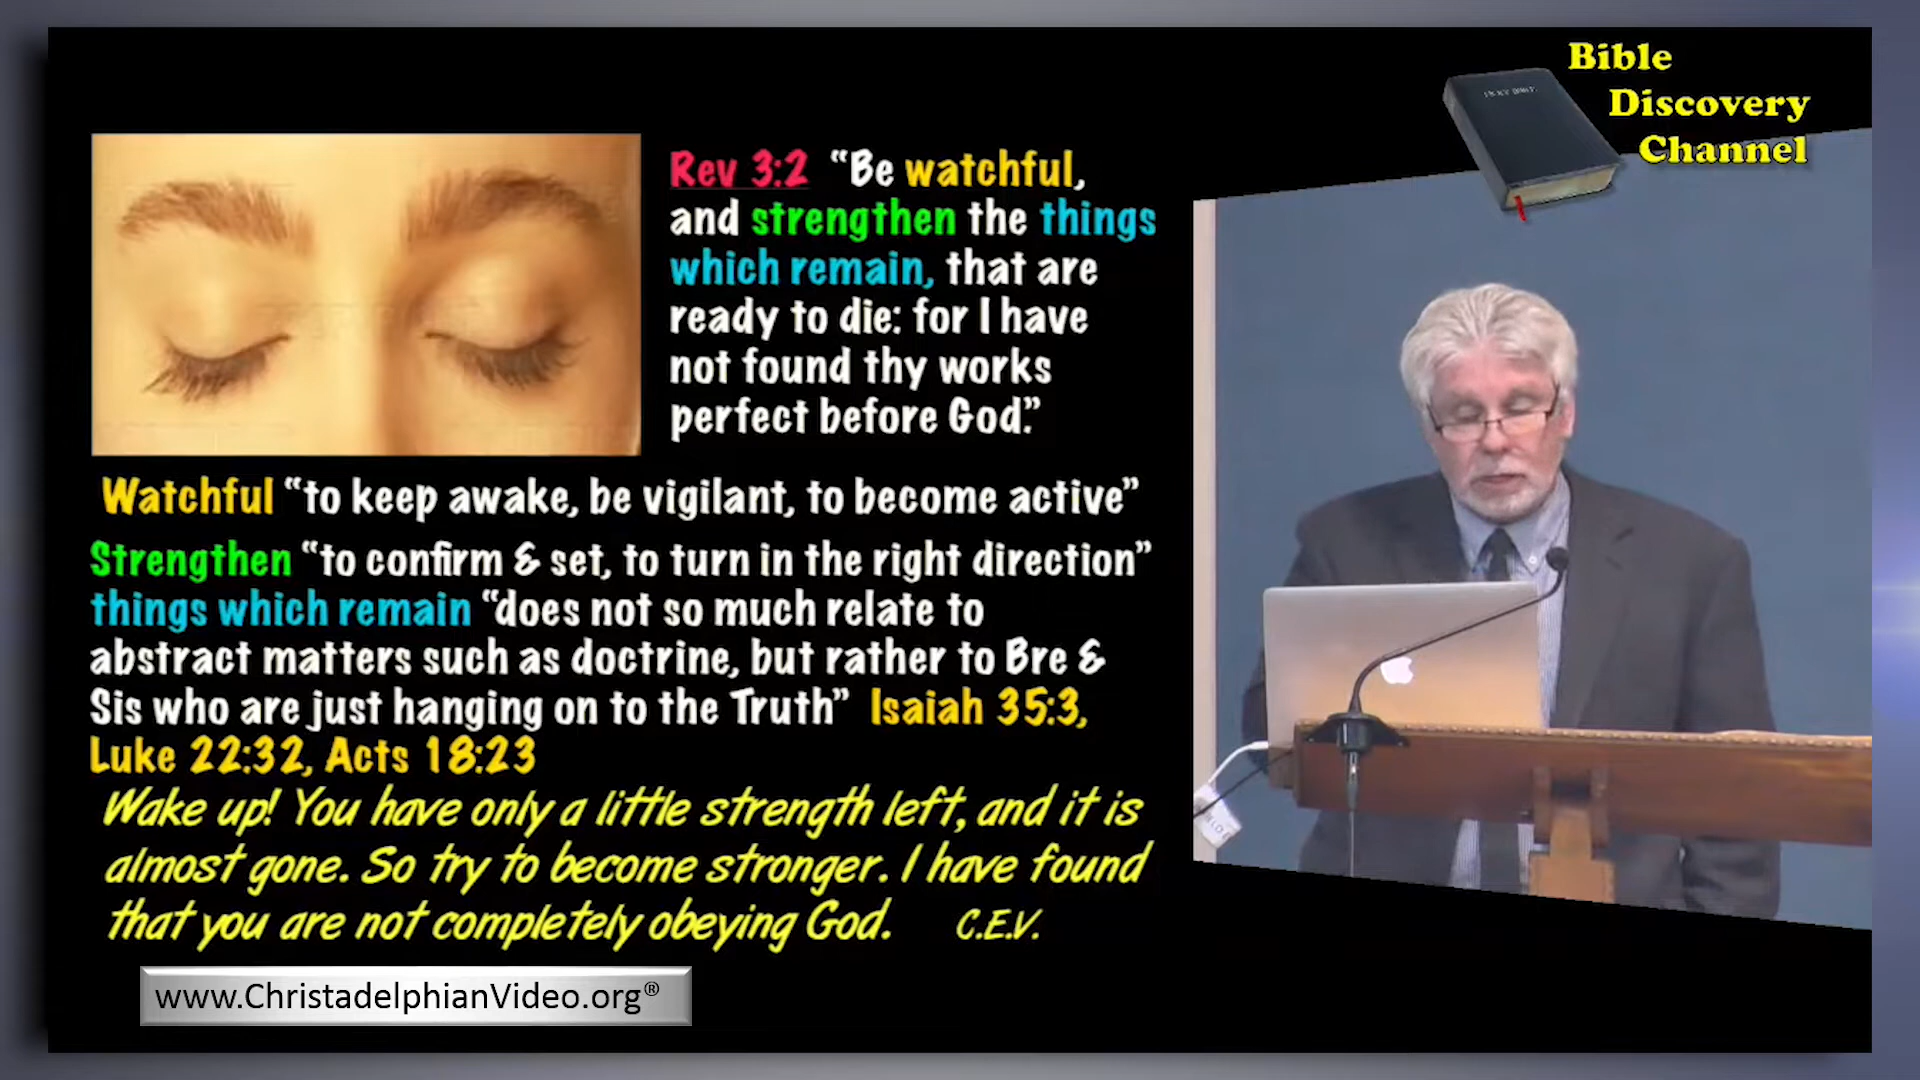 Bible
Discovery
Channel
HOLY BIBLE
Rev 3:2 “Be watchful,
and strengthen the things
which remain, that are
ready to die: for I have
not found thy works
perfect before God.”
Watchful “to keep awake, be vigilant, to become active”
Strengthen “to confirm & set, to turn in the right direction”
things which remain “does not so much relate to
abstract matters such as doctrine, but rather to Bre &
Sis who are just hanging on to the Truth” Isaiah 35:3,
Luke 22:32, Acts 18:23
Wake up! You have only a little strength left, and it is
almost gone. So try to become stronger. I have found
that you are not completely obeying God. C.E.V.
www.ChristadelphianVideo.org®